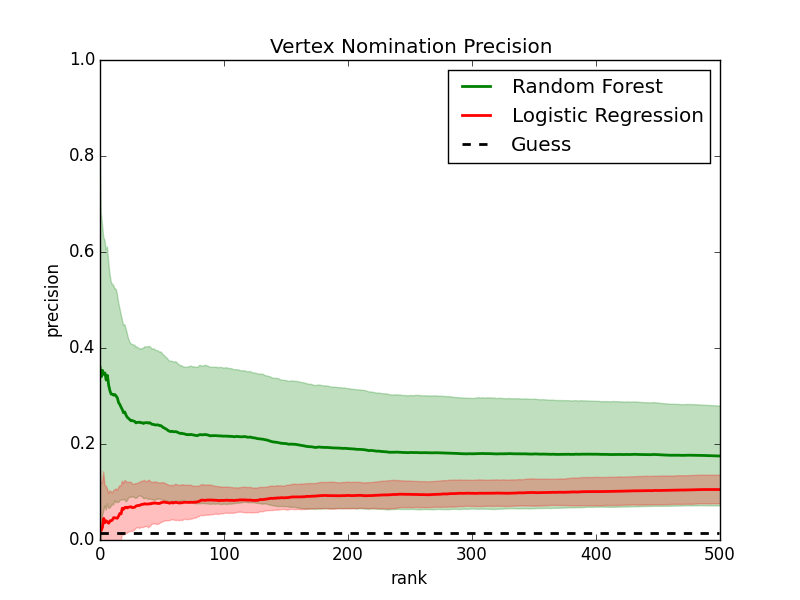 Vertex Nomination Precision
1.0
0.8
0.6
0.4
0.2
0.0
precision
Random Forest
Logistic Regression
Guess
0 100 200 300 400 500
rank